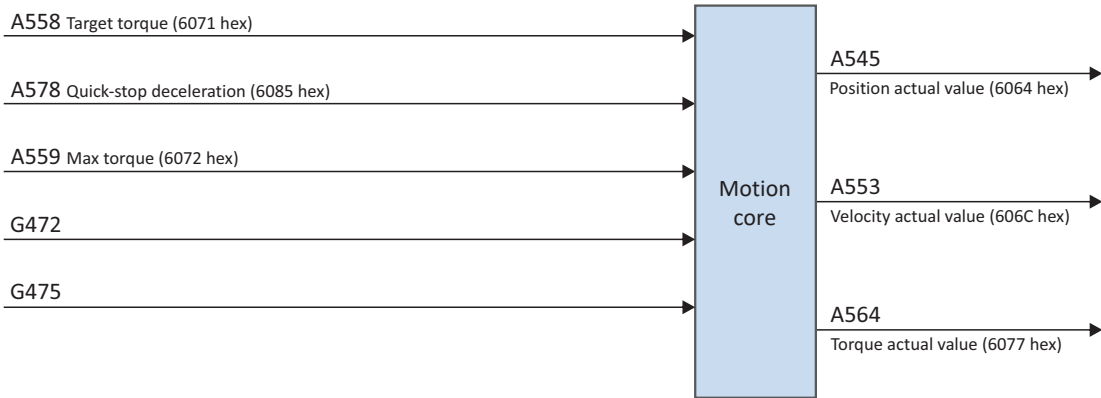 A558 Target torque (6071 hex)
A578 Quick-stop deceleration (6085 hex)
A559 Max torque (6072 hex)
G472
G475
Motion
core
A545
Position actual value (6064 hex)
A553
Velocity actual value (606C hex)
A564
Torque actual value (6077 hex)